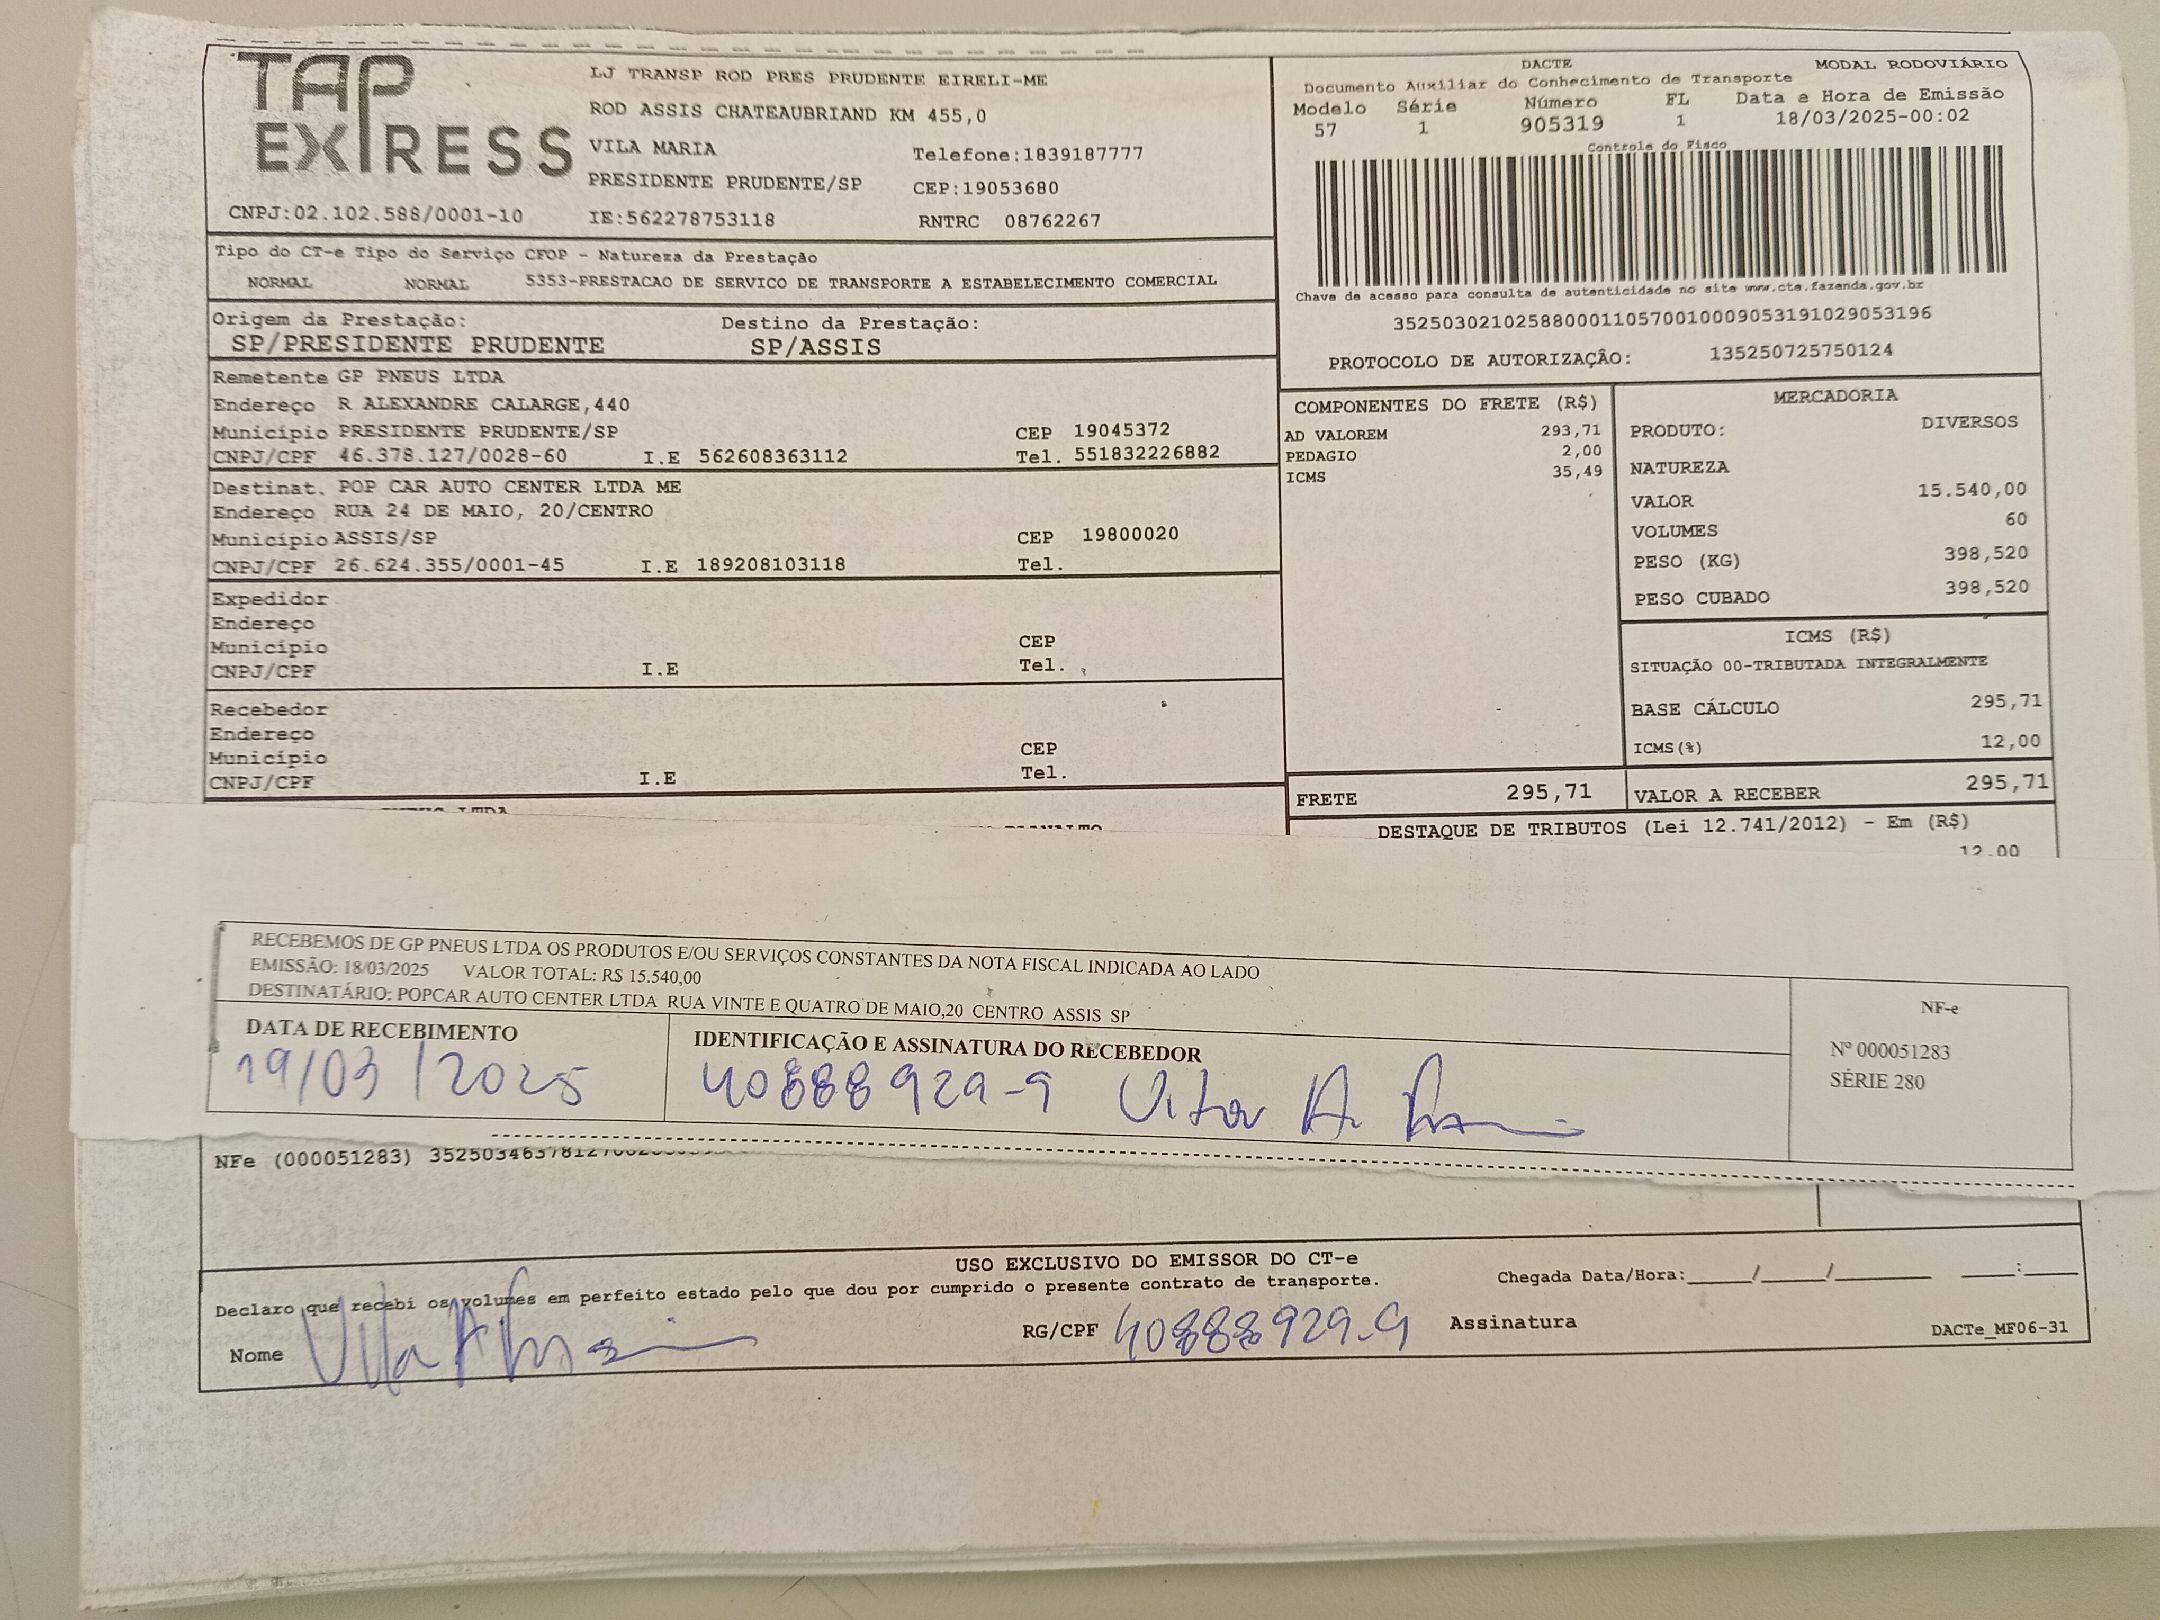 TAP EXPRESS
LJ TRANSP ROD PRES PRUDENTE EIRELI-ME
ROD ASSIS CHATEAUBRIAND KM 455,0
VILA MARIA Telefone:1839187777
PRESIDENTE PRUDENTE/SP CEP:19053680
CNPJ:02.102.588/0001-10 IE:562278753118 RNTRC 08762267
DACTE MODAL RODOVIÁRIO
Documento Auxiliar do Conhecimento de Transporte
Modelo Série Número FL Data e Hora de Emissão
57 1 905319 1 18/03/2025-00:02
Controle do Fisco
Chave de acesso para consulta de autenticidade no site www.cte.fazenda.gov.br
35250302102588000110570010009053191029053196
PROTOCOLO DE AUTORIZAÇÃO: 135250725750124
Tipo do CT-e Tipo do Serviço CFOP - Natureza da Prestação
NORMAL NORMAL 5353-PRESTACAO DE SERVICO DE TRANSPORTE A ESTABELECIMENTO COMERCIAL
Origem da Prestação: Destino da Prestação:
SP/PRESIDENTE PRUDENTE SP/ASSIS
Remetente GP PNEUS LTDA
Endereço R ALEXANDRE CALARGE,440
Município PRESIDENTE PRUDENTE/SP CEP 19045372
CNPJ/CPF 46.378.127/0028-60 I.E 562608363112 Tel. 551832226882
Destinat. POP CAR AUTO CENTER LTDA ME
Endereço RUA 24 DE MAIO, 20/CENTRO
Município ASSIS/SP CEP 19800020
CNPJ/CPF 26.624.355/0001-45 I.E 189208103118 Tel.
Expedidor
Endereço
Município CEP
CNPJ/CPF I.E Tel.
Recebedor
Endereço
Município CEP
CNPJ/CPF I.E Tel.
COMPONENTES DO FRETE (R$)
AD VALOREM 293,71
PEDAGIO 2,00
ICMS 35,49
FRETE 295,71
MERCADORIA
PRODUTO: DIVERSOS
NATUREZA
VALOR 15.540,00
VOLUMES 60
PESO (KG) 398,520
PESO CUBADO 398,520
ICMS (R$)
SITUAÇÃO 00-TRIBUTADA INTEGRALMENTE
BASE CÁLCULO 295,71
ICMS(%) 12,00
VALOR A RECEBER 295,71
DESTAQUE DE TRIBUTOS (Lei 12.741/2012) - Em (R$)
12,00
RECEBEMOS DE GP PNEUS LTDA OS PRODUTOS E/OU SERVIÇOS CONSTANTES DA NOTA FISCAL INDICADA AO LADO
EMISSÃO: 18/03/2025 VALOR TOTAL: R$ 15.540,00
DESTINATÁRIO: POPCAR AUTO CENTER LTDA RUA VINTE E QUATRO DE MAIO,20 CENTRO ASSIS SP
DATA DE RECEBIMENTO IDENTIFICAÇÃO E ASSINATURA DO RECEBEDOR
19/03/2025 40888929-9 Vitor A.
NF-e
Nº 000051283
SÉRIE 280
NFe (000051283)
USO EXCLUSIVO DO EMISSOR DO CT-e
Declaro que recebi os volumes em perfeito estado pelo que dou por cumprido o presente contrato de transporte.
Chegada Data/Hora:_____/_____/________ ____:____
Nome RG/CPF 40888929-9 Assinatura
DACTe_MF06-31